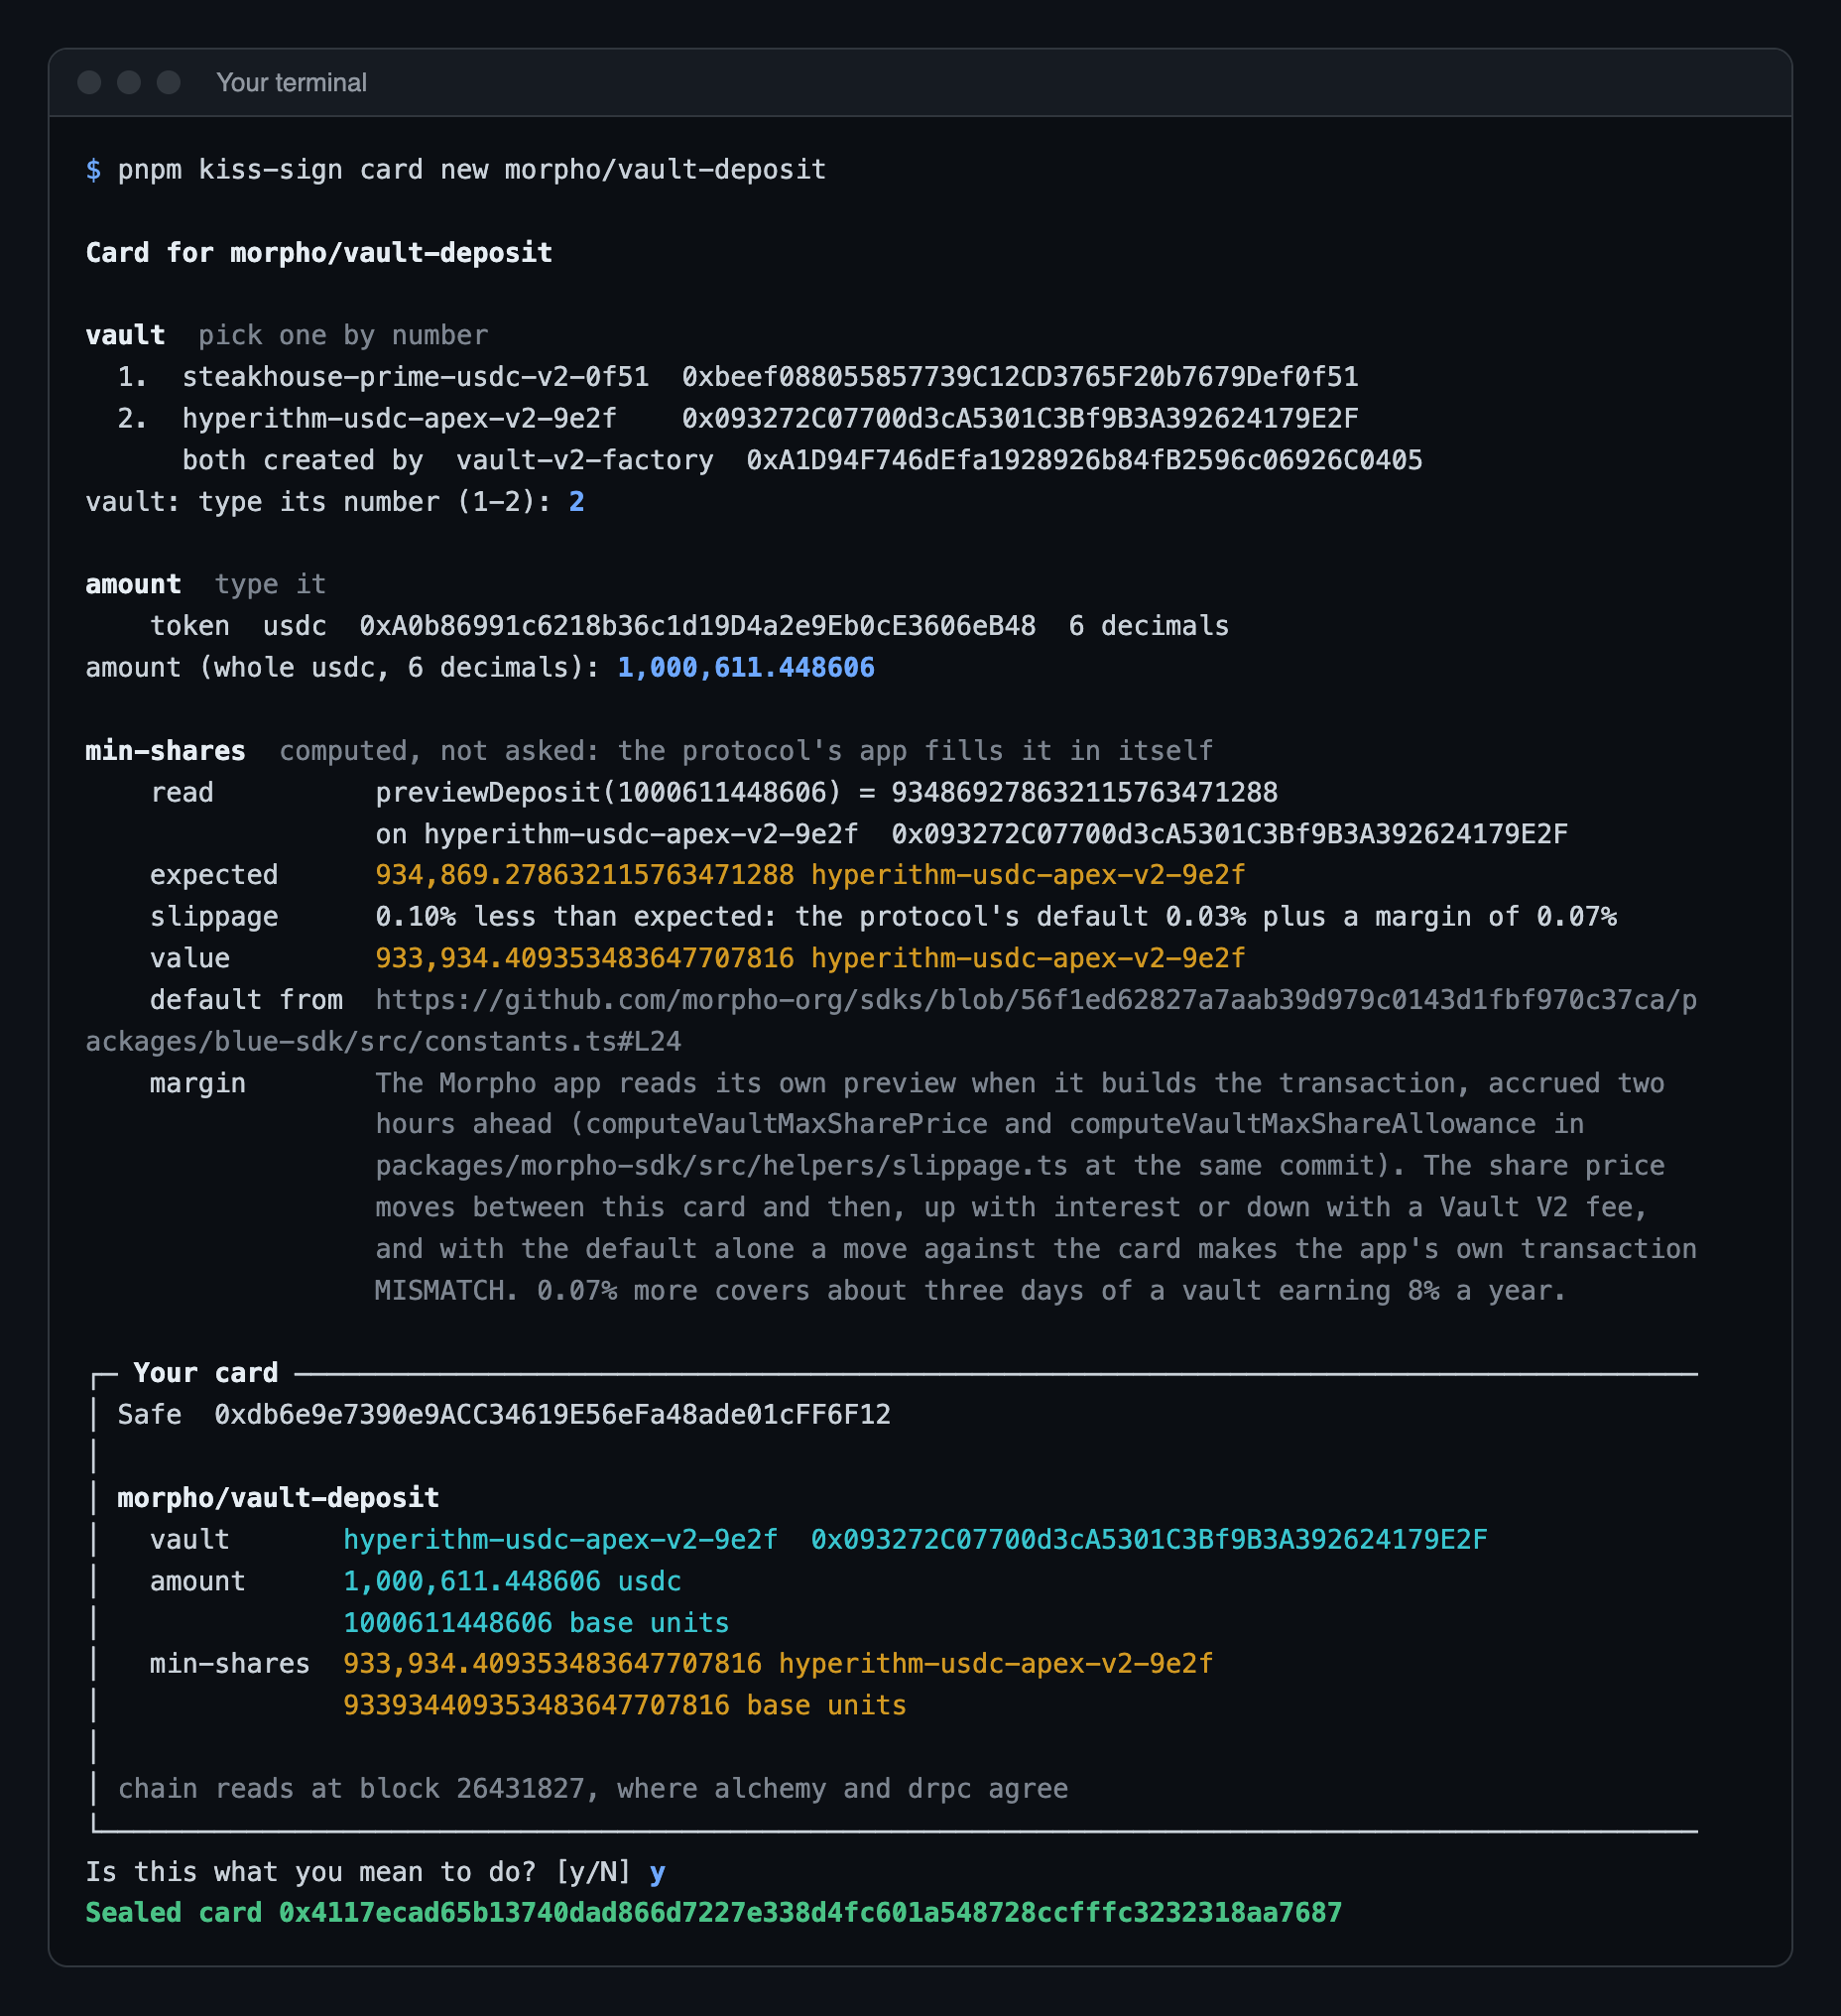 Your terminal
$ pnpm kiss-sign card new morpho/vault-deposit
Card for morpho/vault-deposit
vault  pick one by number
1.  steakhouse-prime-usdc-v2-0f51  0xbeef088055857739C12CD3765F20b7679Def0f51
2.  hyperithm-usdc-apex-v2-9e2f    0x093272C07700d3cA5301C3Bf9B3A392624179E2F
both created by  vault-v2-factory  0xA1D94F746dEfa1928926b84fB2596c06926C0405
vault: type its number (1-2): 2
amount  type it
token  usdc  0xA0b86991c6218b36c1d19D4a2e9Eb0cE3606eB48  6 decimals
amount (whole usdc, 6 decimals): 1,000,611.448606
min-shares  computed, not asked: the protocol's app fills it in itself
read          previewDeposit(1000611448606) = 934869278632115763471288
on hyperithm-usdc-apex-v2-9e2f  0x093272C07700d3cA5301C3Bf9B3A392624179E2F
expected      934,869.278632115763471288 hyperithm-usdc-apex-v2-9e2f
slippage      0.10% less than expected: the protocol's default 0.03% plus a margin of 0.07%
value         933,934.409353483647707816 hyperithm-usdc-apex-v2-9e2f
default from  https://github.com/morpho-org/sdks/blob/56f1ed62827a7aab39d979c0143d1fbf970c37ca/p
ackages/blue-sdk/src/constants.ts#L24
margin        The Morpho app reads its own preview when it builds the transaction, accrued two
hours ahead (computeVaultMaxSharePrice and computeVaultMaxShareAllowance in
packages/morpho-sdk/src/helpers/slippage.ts at the same commit). The share price
moves between this card and then, up with interest or down with a Vault V2 fee,
and with the default alone a move against the card makes the app's own transaction
MISMATCH. 0.07% more covers about three days of a vault earning 8% a year.
Your card
Safe  0xdb6e9e7390e9ACC34619E56eFa48ade01cFF6F12
morpho/vault-deposit
vault       hyperithm-usdc-apex-v2-9e2f  0x093272C07700d3cA5301C3Bf9B3A392624179E2F
amount      1,000,611.448606 usdc
1000611448606 base units
min-shares  933,934.409353483647707816 hyperithm-usdc-apex-v2-9e2f
933934409353483647707816 base units
chain reads at block 26431827, where alchemy and drpc agree
Is this what you mean to do? [y/N] y
Sealed card 0x4117ecad65b13740dad866d7227e338d4fc601a548728ccfffc3232318aa7687